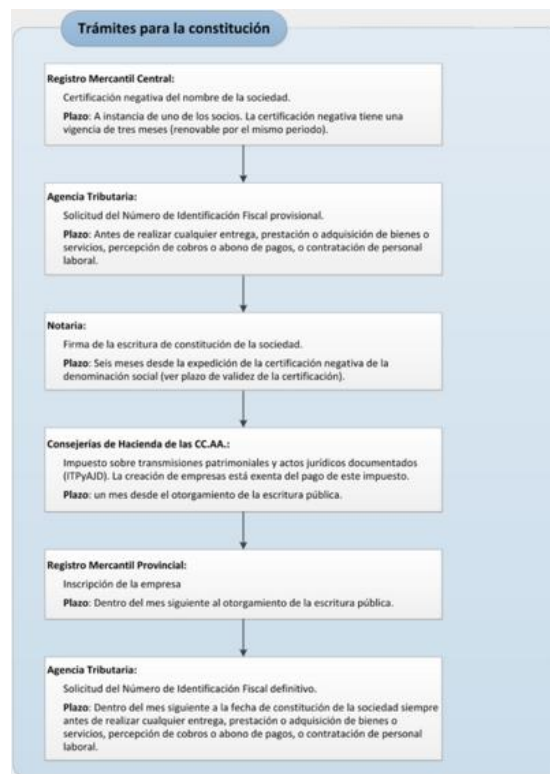 Trámites para la constitución
Registro Mercantil Central:
Certificación negativa del nombre de la sociedad.
Plazo: A instancia de uno de los socios. La certificación negativa tiene una
vigencia de tres meses (renovable por el mismo periodo).
Agencia Tributaria:
Solicitud del Número de Identificación Fiscal provisional.
Plazo: Antes de realizar cualquier entrega, prestación o adquisición de bienes o
servicios, percepción de cobros o abono de pagos, o contratación de personal
laboral.
Notaria:
Firma de la escritura de constitución de la sociedad.
Plazo: Seis meses desde la expedición de la certificación negativa de la
denominación social (ver plazo de validez de la certificación).
Consejerías de Hacienda de las CC.AA.:
Impuesto sobre transmisiones patrimoniales y actos jurídicos documentados
(ITPyAJD). La creación de empresas está exenta del pago de este impuesto.
Plazo: un mes desde el otorgamiento de la escritura pública.
Registro Mercantil Provincial:
Inscripción de la empresa
Plazo: Dentro del mes siguiente al otorgamiento de la escritura pública.
Agencia Tributaria:
Solicitud del Número de Identificación Fiscal definitivo.
Plazo: Dentro del mes siguiente a la fecha de constitución de la sociedad siempre
antes de realizar cualquier entrega, prestación o adquisición de bienes o
servicios, percepción de cobros o abono de pagos, o contratación de personal
laboral.